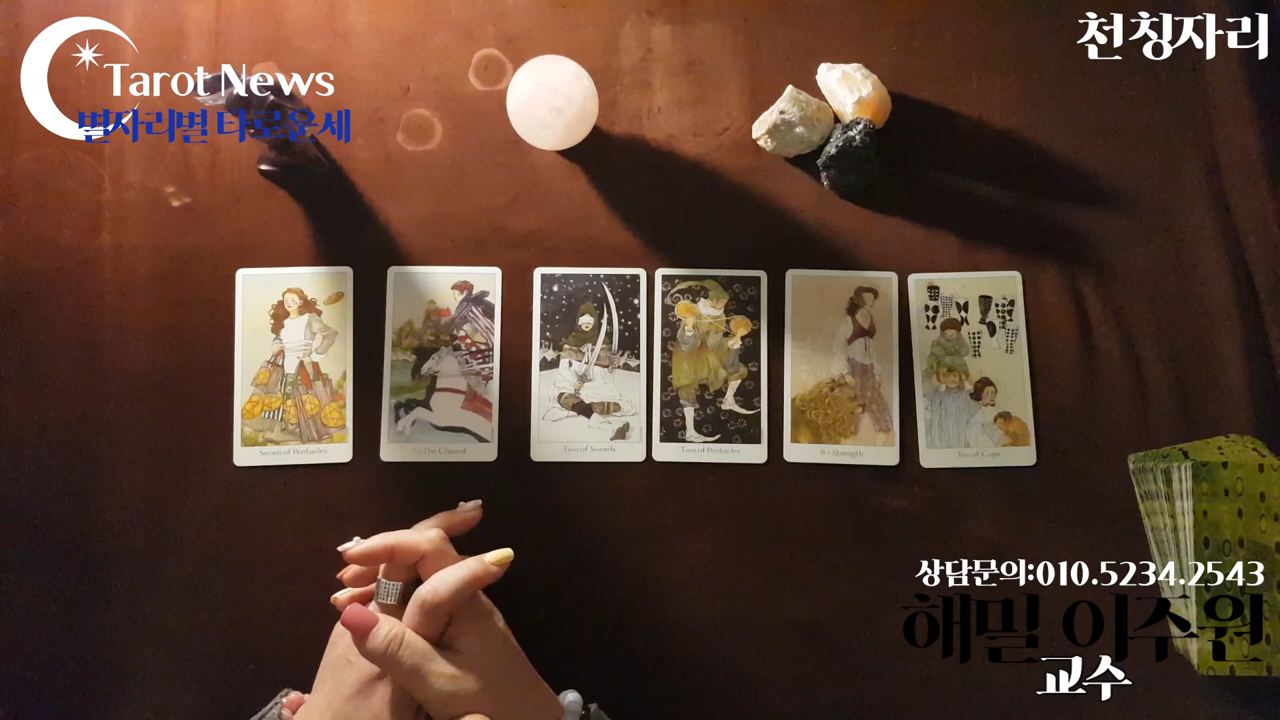 Tarot News
별자리별 타로운세
천칭자리
Seven of Pentacles
7 : The Chariot
Two of Swords
Two of Pentacles
8 : Strength
Ten of Cups
상담문의:010.5234.2543
해밀 이주원
교수